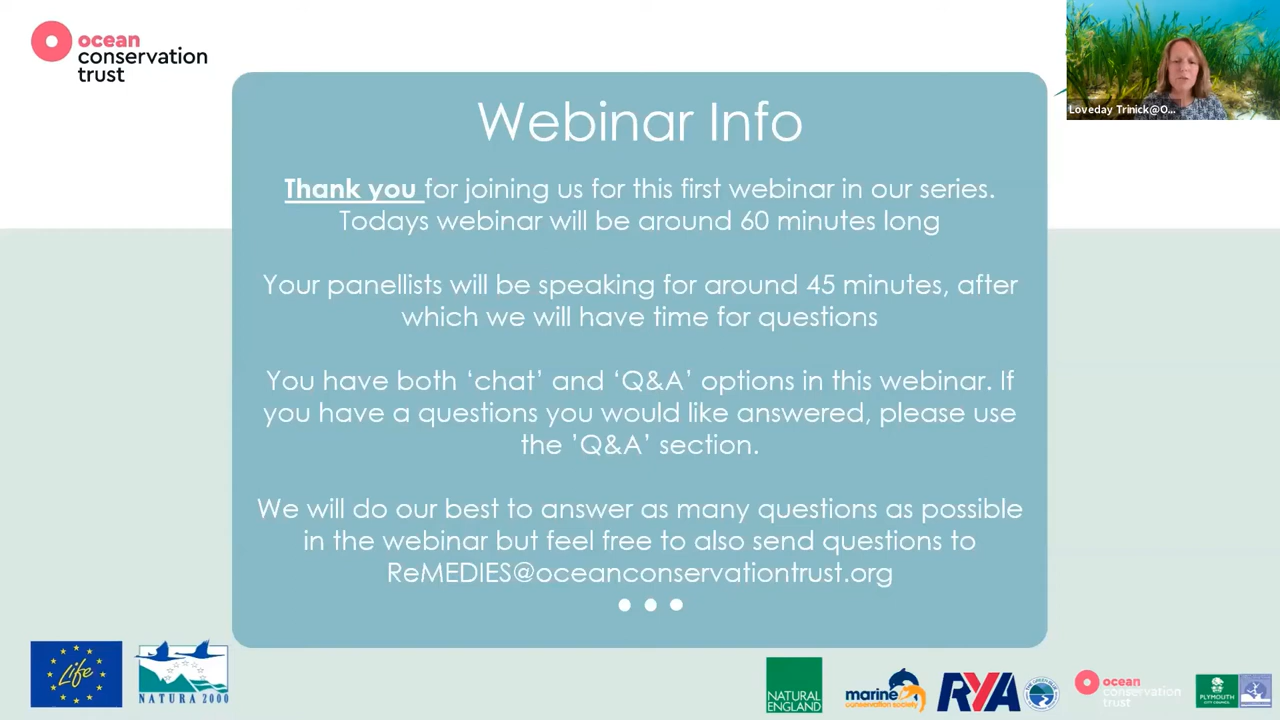 ocean
conservation
trust
Loveday Trinick@O...
Webinar Info
Thank you for joining us for this first webinar in our series.
Todays webinar will be around 60 minutes long
Your panellists will be speaking for around 45 minutes, after
which we will have time for questions
You have both ‘chat’ and ‘Q&A’ options in this webinar. If
you have a questions you would like answered, please use
the ’Q&A’ section.
We will do our best to answer as many questions as possible
in the webinar but feel free to also send questions to
ReMEDIES@oceanconservationtrust.org
Life
NATURA 2000
NATURAL
ENGLAND
marine
conservation society
RYA
ocean
conservation
trust
PLYMOUTH
CITY COUNCIL